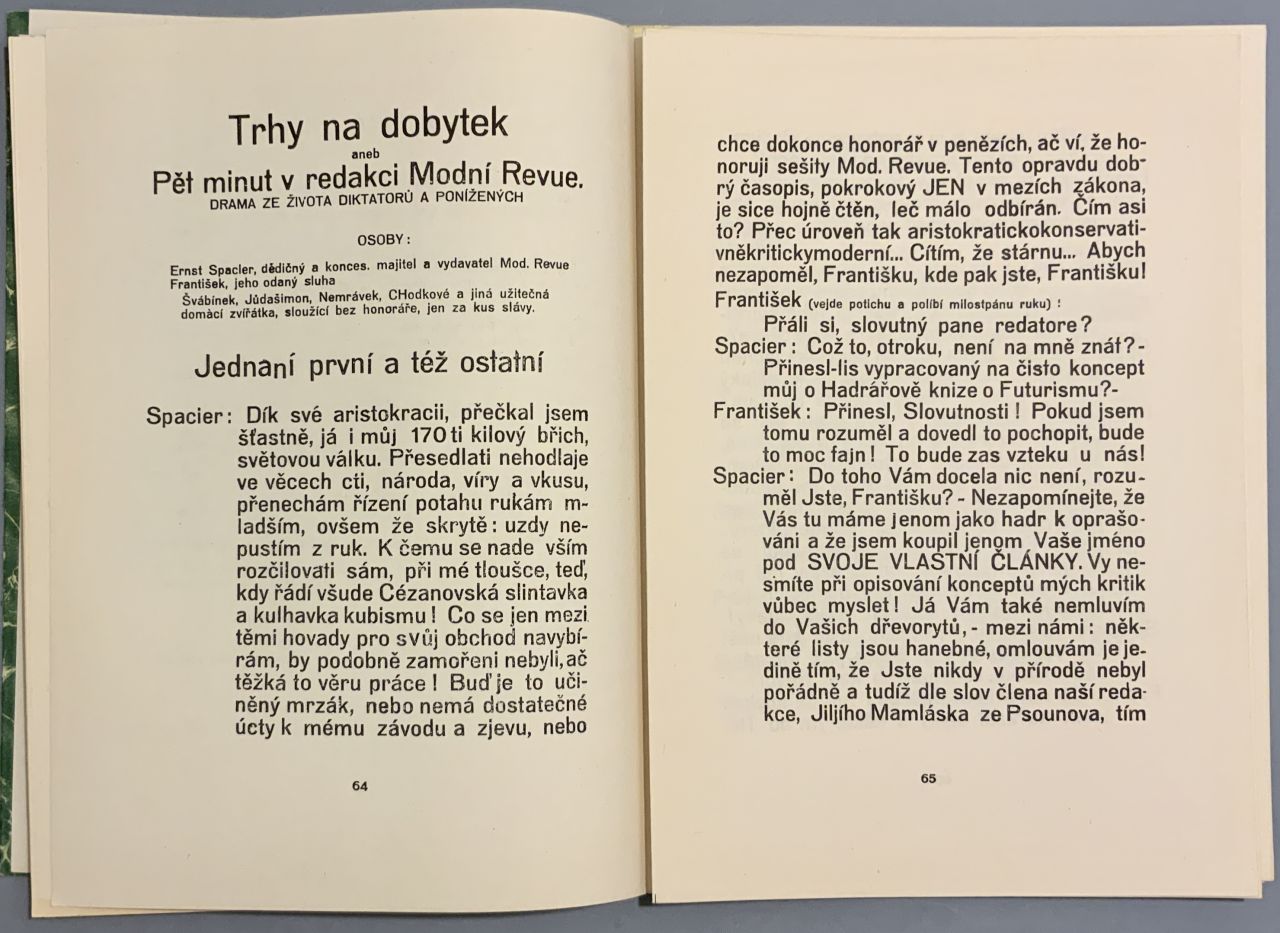 Trhy na dobytek
aneb
Pět minut v redakci Modní Revue.
DRAMA ZE ŽIVOTA DIKTATORŮ A PONÍŽENÝCH
OSOBY:
Ernst Spacler, dědičný a konces. majitel a vydavatel Mod. Revue
František, jeho odaný sluha
Švábínek, Jůdašimon, Nemrávek, CHodkové a jiná užitečná
domàcí zvířátka, sloužící bez honoráře, jen za kus slávy.
Jednaní první a též ostatní
Spacier: Dík své aristokracii, přečkal jsem
šťastně, já i můj 170ti kilový břich,
světovou válku. Přesedlati nehodlaje
ve věcech cti, národa, víry a vkusu,
přenechám řízení potahu rukám m-
ladším, ovšem že skrytě: uzdy ne-
pustím z ruk. K čemu se nade vším
rozčilovati sám, při mé tloušce, teď,
kdy řádí všude Cézanovská slintavka
a kulhavka kubismu! Co se jen mezi
těmi hovady pro svůj obchod navybí-
rám, by podobně zamořeni nebyli, ač
těžká to věru práce! Buď je to uči-
něný mrzák, nebo nemá dostatečné
úcty k mému závodu a zjevu, nebo
64
chce dokonce honorář v penězích, ač ví, že ho-
noruji sešity Mod. Revue. Tento opravdu dob-
rý časopis, pokrokový JEN v mezích zákona,
je sice hojně čtěn, leč málo odbírán. Čím asi
to? Přec úroveň tak aristokratickokonservati-
vněkritickymoderní... Cítím, že stárnu... Abych
nezapoměl, Františku, kde pak jste, Františku!
František (vejde potichu a políbí milostpánu ruku) :
Přáli si, slovutný pane redatore?
Spacier: Což to, otroku, není na mně znát?-
Přinesl-lis vypracovaný na čisto koncept
můj o Hadrářově knize o Futurismu?-
František: Přinesl, Slovutnosti! Pokud jsem
tomu rozuměl a dovedl to pochopit, bude
to moc fajn! To bude zas vzteku u nás!
Spacier: Do toho Vám docela nic není, rozu-
měl Jste, Františku? - Nezapomínejte, že
Vás tu máme jenom jako hadr k oprašo-
váni a že jsem koupil jenom Vaše jméno
pod SVOJE VLASTNÍ ČLÁNKY. Vy ne-
smíte při opisování konceptů mých kritik
vůbec myslet! Já Vám také nemluvím
do Vašich dřevorytů, - mezi námi: něk-
teré listy jsou hanebné, omlouvám je je-
dině tím, že Jste nikdy v přírodě nebyl
pořádně a tudíž dle slov člena naší reda-
kce, Jiljího Mamláska ze Psounova, tím
65